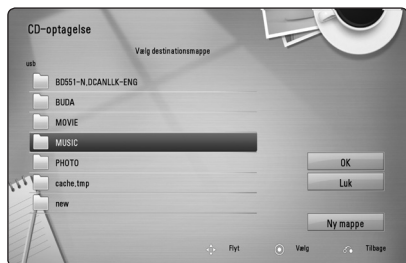 CD-optagelse
Vælg destinationsmappe
usb
BD551-N,DCANLLK-ENG
BUDA
MOVIE
MUSIC
PHOTO
cache,tmp
new
OK
Luk
Ny mappe
Flyt Vælg Tilbage